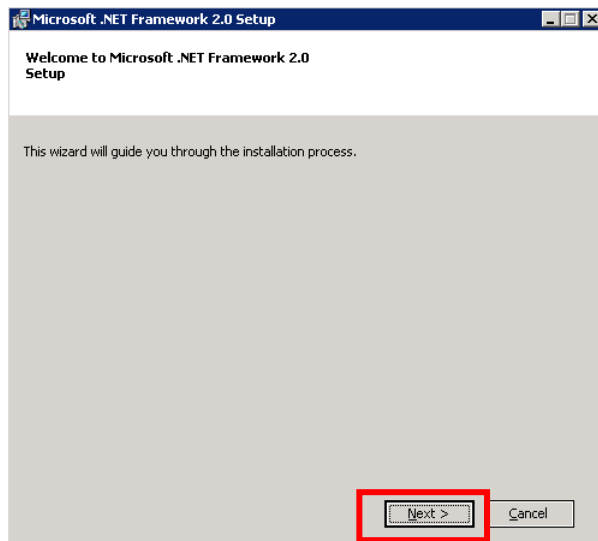 Microsoft .NET Framework 2.0 Setup
Welcome to Microsoft .NET Framework 2.0
Setup
This wizard will guide you through the installation process.
Next >
Cancel